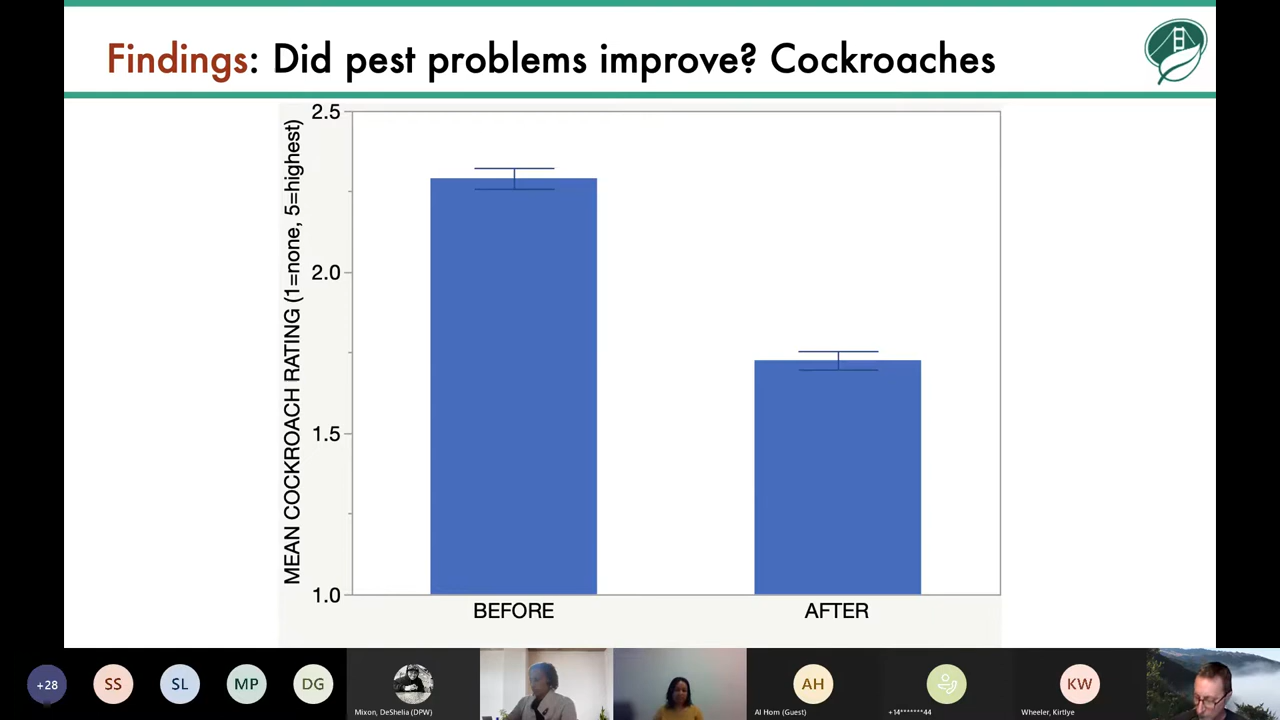 Findings: Did pest problems improve? Cockroaches
MEAN COCKROACH RATING (1=none, 5=highest)
2.5
2.0
1.5
1.0
BEFORE
AFTER
+28
SS
SL
MP
DG
Mixon, DeShelia (DPW)
AH
Al Hom (Guest)
+14*******44
KW
Wheeler, Kirtlye